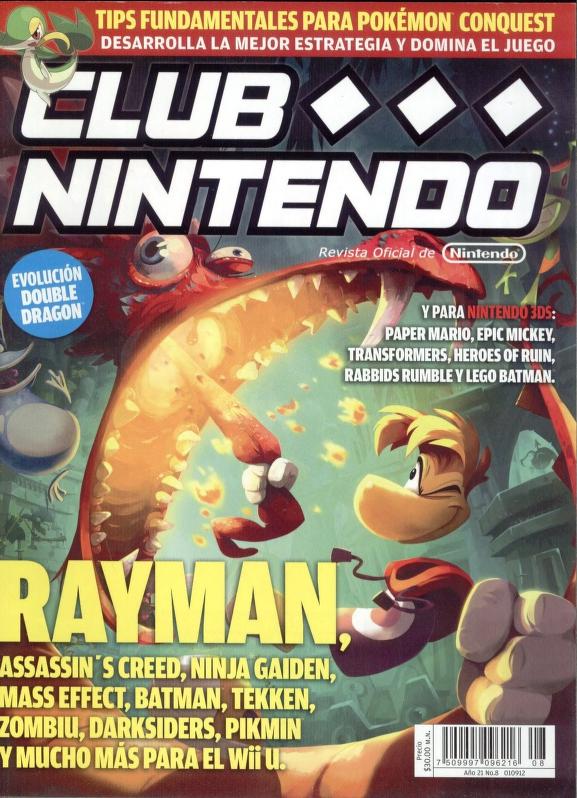 TIPS FUNDAMENTALES PARA POKÉMON CONQUEST
DESARROLLA LA MEJOR ESTRATEGIA Y DOMINA EL JUEGO
CLUB
NINTENDO
Revista Oficial de Nintendo
EVOLUCIÓN
DOUBLE
DRAGON
Y PARA NINTENDO 3DS:
PAPER MARIO, EPIC MICKEY,
TRANSFORMERS, HEROES OF RUIN,
RABBIDS RUMBLE Y LEGO BATMAN.
RAYMAN,
ASSASSIN´S CREED, NINJA GAIDEN,
MASS EFFECT, BATMAN, TEKKEN,
ZOMBIU, DARKSIDERS, PIKMIN
Y MUCHO MÁS PARA EL Wii U.
Precio
$30.00 M.N.
7 509997 096216 08
Año 21 No.8 010912